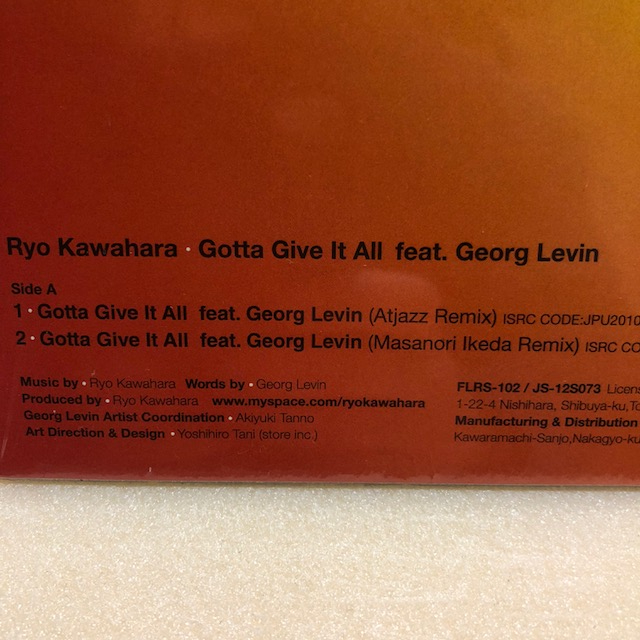 Ryo Kawahara · Gotta Give It All feat. Georg Levin
Side A
1 · Gotta Give It All feat. Georg Levin (Atjazz Remix) ISRC CODE:JPU2010
2 · Gotta Give It All feat. Georg Levin (Masanori Ikeda Remix) ISRC CO
Music by • Ryo Kawahara Words by • Georg Levin
Produced by • Ryo Kawahara www.myspace.com/ryokawahara
Georg Levin Artist Coordination • Akiyuki Tanno
Art Direction & Design • Yoshihiro Tani (store inc.)
FLRS-102 / JS-12S073 Licens
1-22-4 Nishihara, Shibuya-ku,To
Manufacturing & Distribution
Kawaramachi-Sanjo,Nakagyo-ku